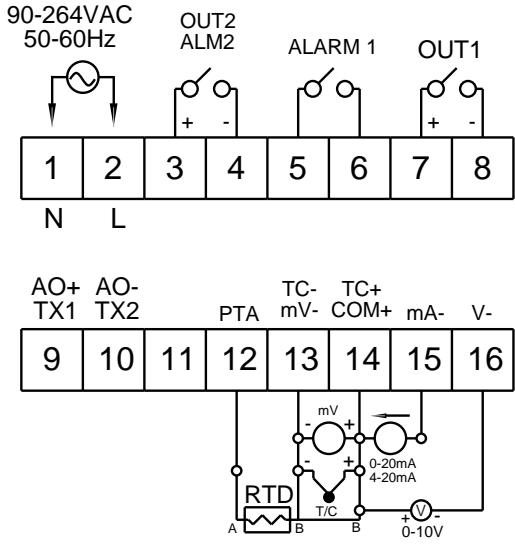 90-264VAC
50-60Hz
OUT2
ALM2
ALARM 1
OUT1
+ -
+ -
1 2 3 4 5 6 7 8
N L
AO+ AO- TC- TC+
TX1 TX2 PTA mV- COM+ mA- V-
9 10 11 12 13 14 15 16
mV
- +
0-20mA
4-20mA
- +
RTD
T/C
A B B
+ V -
0-10V